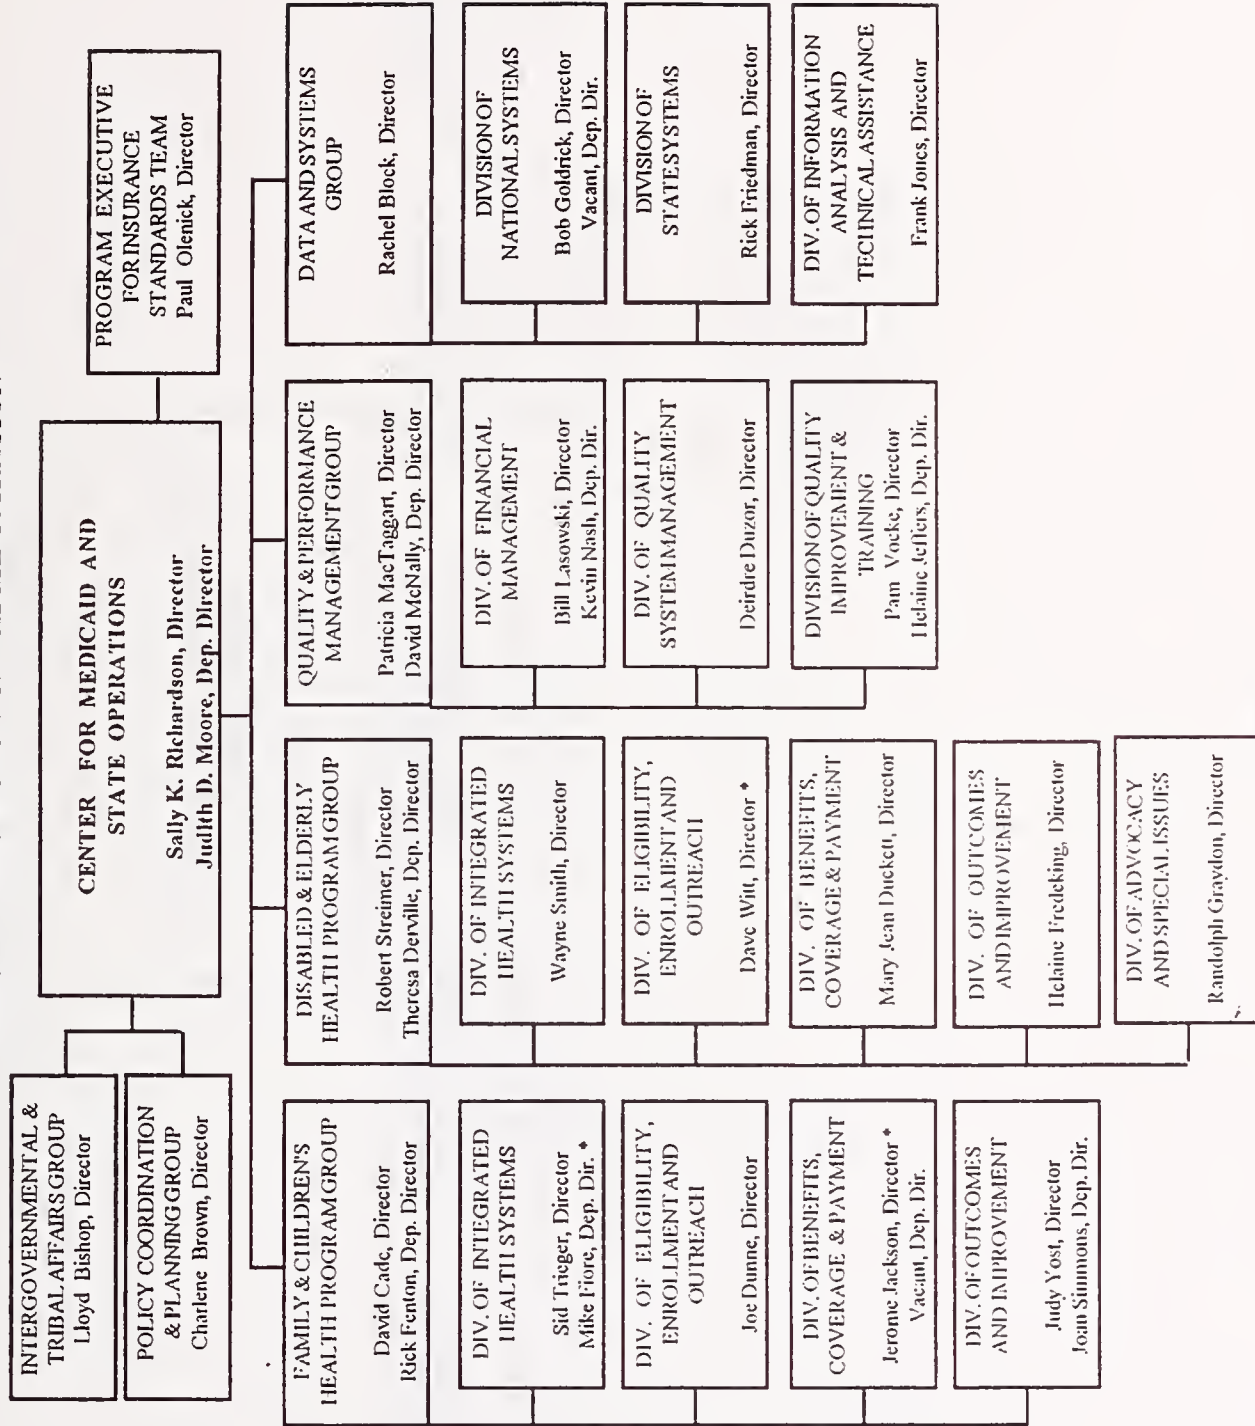 CENTER FOR MEDICAID AND
STATE OPERATIONS
Sally K. Richardson, Director
Judith D. Moore, Dep. Director
INTERGOVERNMENTAL &
TRIBAL AFFAIRS GROUP
Lloyd Bishop, Director
POLICY COORDINATION
& PLANNING GROUP
Charlene Brown, Director
PROGRAM EXECUTIVE
FOR INSURANCE
STANDARDS TEAM
Paul Olenick, Director
FAMILY & CHILDREN'S
HEALTH PROGRAM GROUP
David Cade, Director
Rick Fenton, Dep. Director
DIV. OF INTEGRATED
HEALTH SYSTEMS
Sid Trieger, Director
Mike Fiore, Dep. Dir. *
DIV. OF ELIGIBILITY,
ENROLLMENT AND
OUTREACH
Joe Dunne, Director
DIV. OF BENEFITS,
COVERAGE & PAYMENT
Jerome Jackson, Director *
Vacant, Dep. Dir.
DIV. OF OUTCOMES
AND IMPROVEMENT
Judy Yost, Director
Joan Simmons, Dep. Dir.
DISABLED & ELDERLY
HEALTH PROGRAM GROUP
Robert Streimer, Director
Theresa Derville, Dep. Director
DIV. OF INTEGRATED
HEALTH SYSTEMS
Wayne Smith, Director
DIV. OF ELIGIBILITY,
ENROLLMENT AND
OUTREACH
Dave Witt, Director *
DIV. OF BENEFITS,
COVERAGE & PAYMENT
Mary Jean Duckett, Director
DIV. OF OUTCOMES
AND IMPROVEMENT
Helaine Fredeking, Director
DIV. OF ADVOCACY
AND SPECIAL ISSUES
Randolph Graydon, Director
QUALITY & PERFORMANCE
MANAGEMENT GROUP
Patricia MacTaggart, Director
David McNally, Dep. Director
DIV. OF FINANCIAL
MANAGEMENT
Bill Lasowski, Director
Kevin Nash, Dep. Dir.
DIV. OF QUALITY
SYSTEM MANAGEMENT
Deirdre Duzor, Director
DIVISION OF QUALITY
IMPROVEMENT &
TRAINING
Pam Vocke, Director
Helaine Jeffers, Dep. Dir.
DATA AND SYSTEMS
GROUP
Rachel Block, Director
DIVISION OF
NATIONAL SYSTEMS
Bob Goldrick, Director
Vacant, Dep. Dir.
DIVISION OF
STATE SYSTEMS
Rick Friedman, Director
DIV. OF INFORMATION
ANALYSIS AND
TECHNICAL ASSISTANCE
Frank Jones, Director